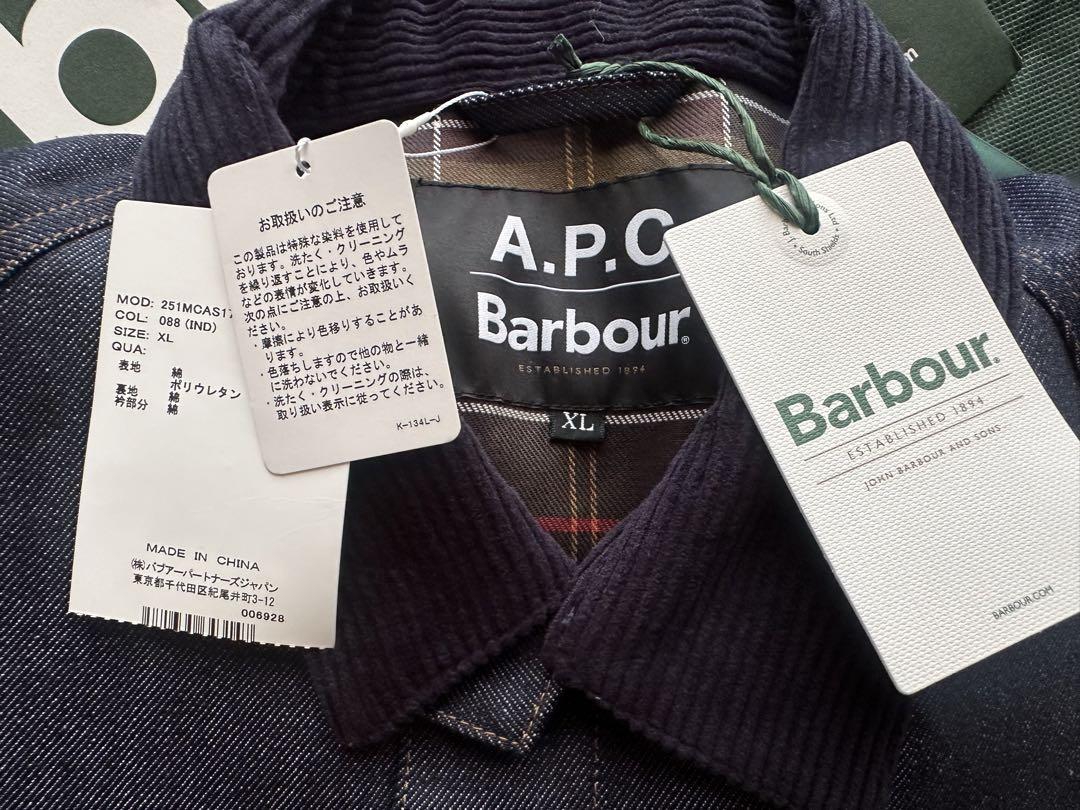 MOD: 251MCAS17
COL: 088 (IND)
SIZE: XL
QUA:
表地 綿
ポリウレタン
裏地 綿
衿部分 綿
MADE IN CHINA
(株)バブアーパートナーズジャパン
東京都千代田区紀尾井町3-12
006928
お取扱いのご注意
この製品は特殊な染料を使用して
おります。洗たく・クリーニング
を繰り返すことにより、色やムラ
などの表情が変化していきます。
次の点にご注意の上、お取扱いく
ださい。
・摩擦により色移りすることがあ
ります。
・色落ちしますので他の物と一緒
に洗わないでください。
・洗たく・クリーニングの際は、
取り扱い表示に従ってください。
K-134L-J
A.P.C
Barbour®
ESTABLISHED 1894
XL
South Shields
Barbour®
ESTABLISHED 1894
JOHN BARBOUR AND SONS
BARBOUR.COM